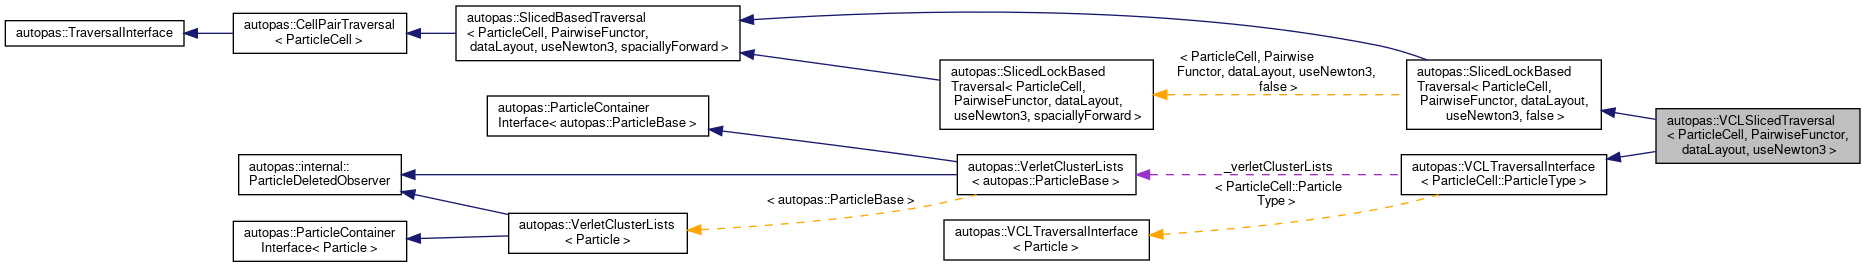 autopas::TraversalInterface
autopas::CellPairTraversal
< ParticleCell >
autopas::SlicedBasedTraversal
< ParticleCell, PairwiseFunctor,
dataLayout, useNewton3, spaciallyForward >
autopas::SlicedLockBased
Traversal< ParticleCell,
PairwiseFunctor, dataLayout,
useNewton3, spaciallyForward >
< ParticleCell, Pairwise
Functor, dataLayout, useNewton3,
false >
autopas::SlicedLockBased
Traversal< ParticleCell,
PairwiseFunctor, dataLayout,
useNewton3, false >
autopas::VCLSlicedTraversal
< ParticleCell, PairwiseFunctor,
dataLayout, useNewton3 >
autopas::ParticleContainer
Interface< autopas::ParticleBase >
autopas::internal::
ParticleDeletedObserver
autopas::VerletClusterLists
< autopas::ParticleBase >
_verletClusterLists
autopas::VCLTraversalInterface
< ParticleCell::ParticleType >
< ParticleCell::Particle
Type >
< autopas::ParticleBase >
autopas::ParticleContainer
Interface< Particle >
autopas::VerletClusterLists
< Particle >
autopas::VCLTraversalInterface
< Particle >